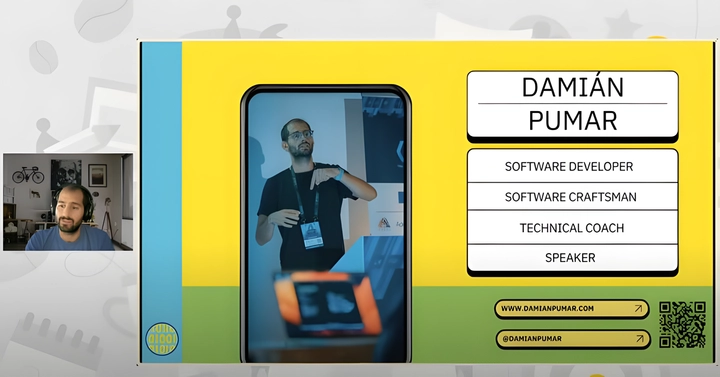 DAMIÁN
PUMAR
SOFTWARE DEVELOPER
SOFTWARE CRAFTSMAN
TECHNICAL COACH
SPEAKER
WWW.DAMIANPUMAR.COM
@DAMIANPUMAR